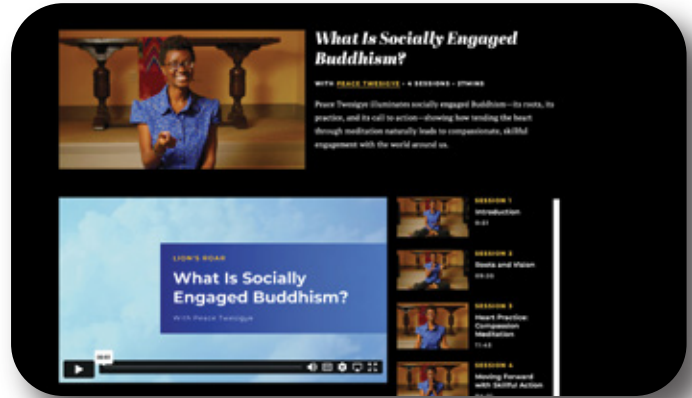 What Is Socially Engaged
Buddhism?
WITH PEACE TWESIGYE • 4 SESSIONS • 27MINS
Peace Twesigye illuminates socially engaged Buddhism—its roots, its
practice, and its call to action—showing how tending the heart
through meditation naturally leads to compassionate, skillful
engagement with the world around us.
LION'S ROAR
What Is Socially
Engaged Buddhism?
With Peace Twesigye
SESSION 1
Introduction
SESSION 2
Roots and Vision
SESSION 3
Heart Practice:
Compassion
Meditation
11:43
SESSION 4
Moving Forward
with Skillful Action